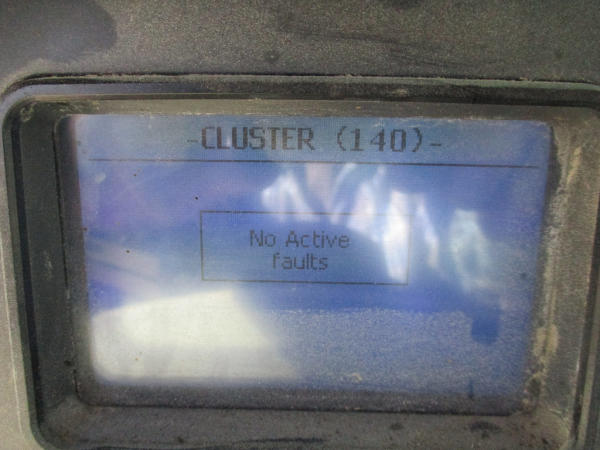 -CLUSTER (140)-
No Active
faults